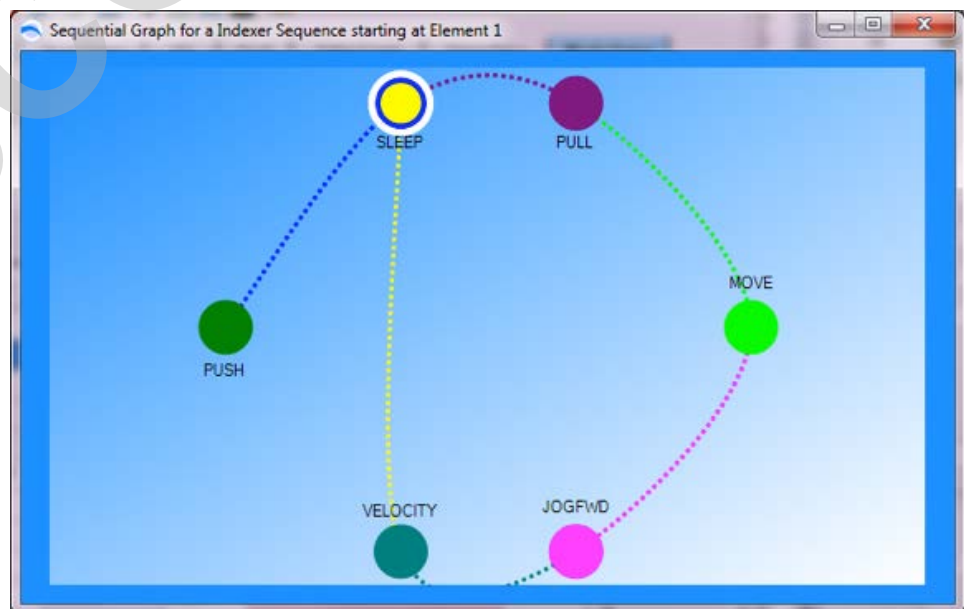 Sequential Graph for a Indexer Sequence starting at Element 1
SLEEP
PULL
MOVE
PUSH
VELOCITY
JOGFWD